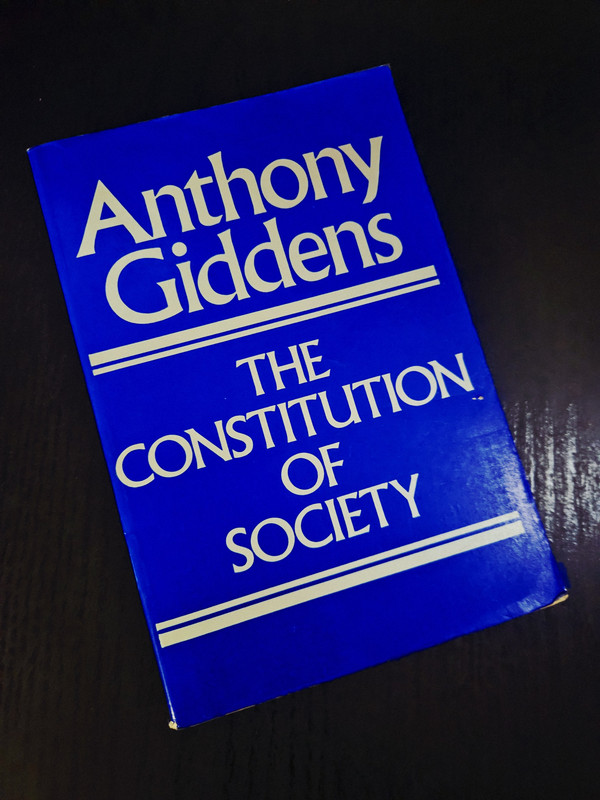 Anthony
Giddens
THE
CONSTITUTION
OF
SOCIETY